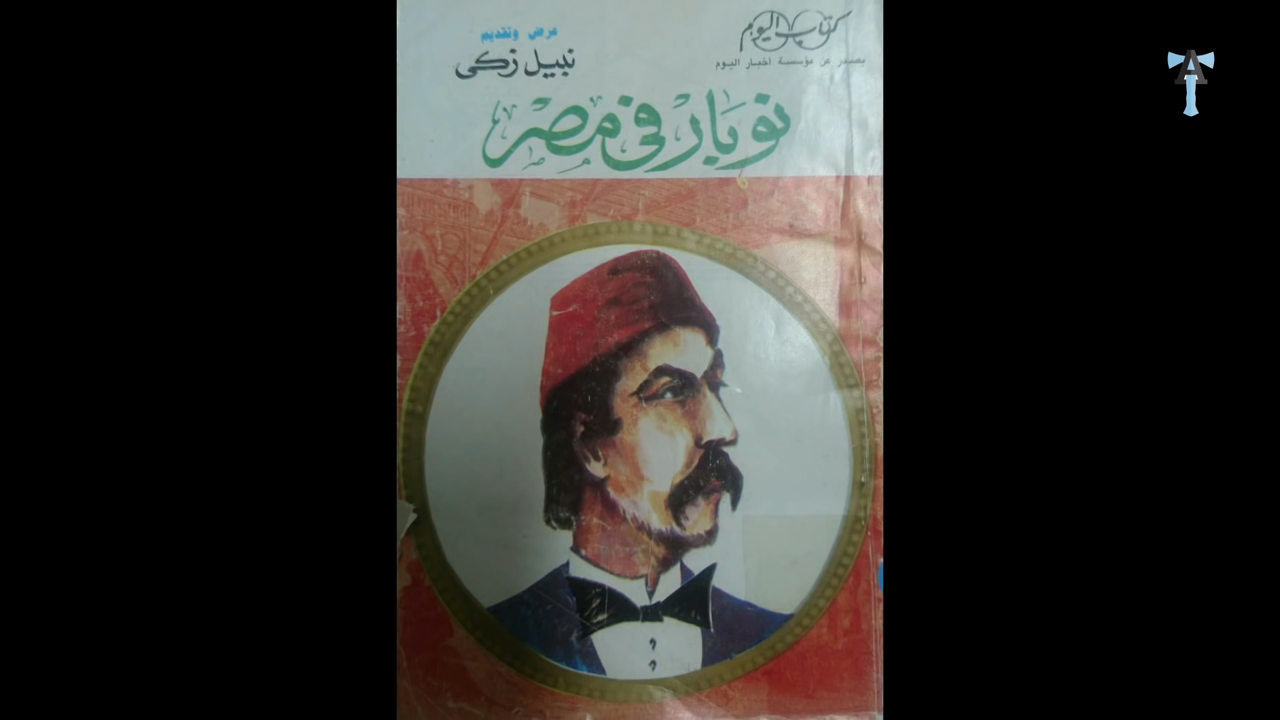 كتاب اليوم
يصدر عن مؤسسة أخبار اليوم
عرض وتقديم
نبيل زكى
نوبار فى مصر